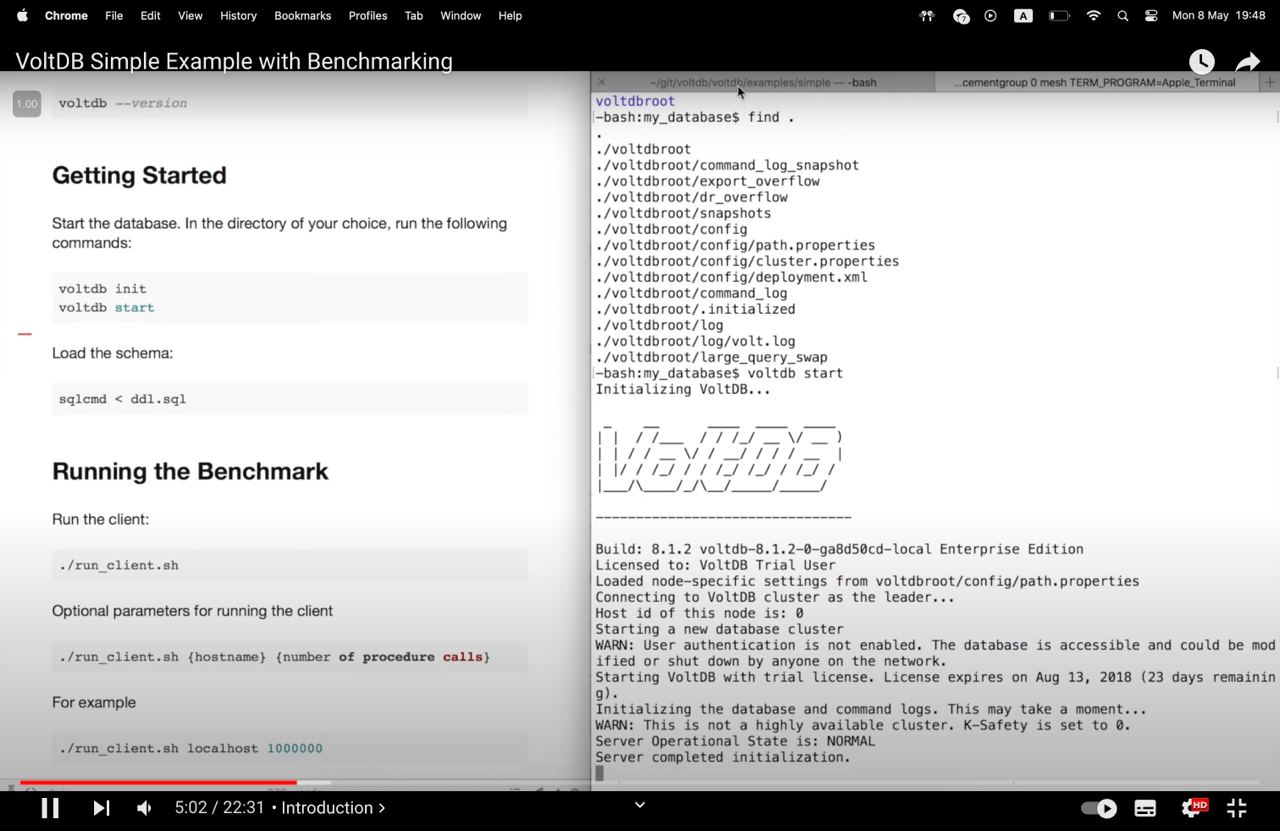 Chrome File Edit View History Bookmarks Profiles Tab Window Help A Mon 8 May 19:48
VoltDB Simple Example with Benchmarking
~/git/voltdb/voltdb/examples/simple — -bash
...cementgroup 0 mesh TERM_PROGRAM=Apple_Terminal
1.00
voltdb --version
Getting Started
Start the database. In the directory of your choice, run the following
commands:
voltdb init
voltdb start
Load the schema:
sqlcmd < ddl.sql
Running the Benchmark
Run the client:
./run_client.sh
Optional parameters for running the client
./run_client.sh {hostname} {number of procedure calls}
For example
./run_client.sh localhost 1000000
voltdbroot
-bash:my_database$ find .
.
./voltdbroot
./voltdbroot/command_log_snapshot
./voltdbroot/export_overflow
./voltdbroot/dr_overflow
./voltdbroot/snapshots
./voltdbroot/config
./voltdbroot/config/path.properties
./voltdbroot/config/cluster.properties
./voltdbroot/config/deployment.xml
./voltdbroot/command_log
./voltdbroot/.initialized
./voltdbroot/log
./voltdbroot/log/volt.log
./voltdbroot/large_query_swap
-bash:my_database$ voltdb start
Initializing VoltDB...
VoltDB
--------------------------------
Build: 8.1.2 voltdb-8.1.2-0-ga8d50cd-local Enterprise Edition
Licensed to: VoltDB Trial User
Loaded node-specific settings from voltdbroot/config/path.properties
Connecting to VoltDB cluster as the leader...
Host id of this node is: 0
Starting a new database cluster
WARN: User authentication is not enabled. The database is accessible and could be mod
ified or shut down by anyone on the network.
Starting VoltDB with trial license. License expires on Aug 13, 2018 (23 days remainin
g).
Initializing the database and command logs. This may take a moment...
WARN: This is not a highly available cluster. K-Safety is set to 0.
Server Operational State is: NORMAL
Server completed initialization.
5:02 / 22:31 • Introduction >
HD